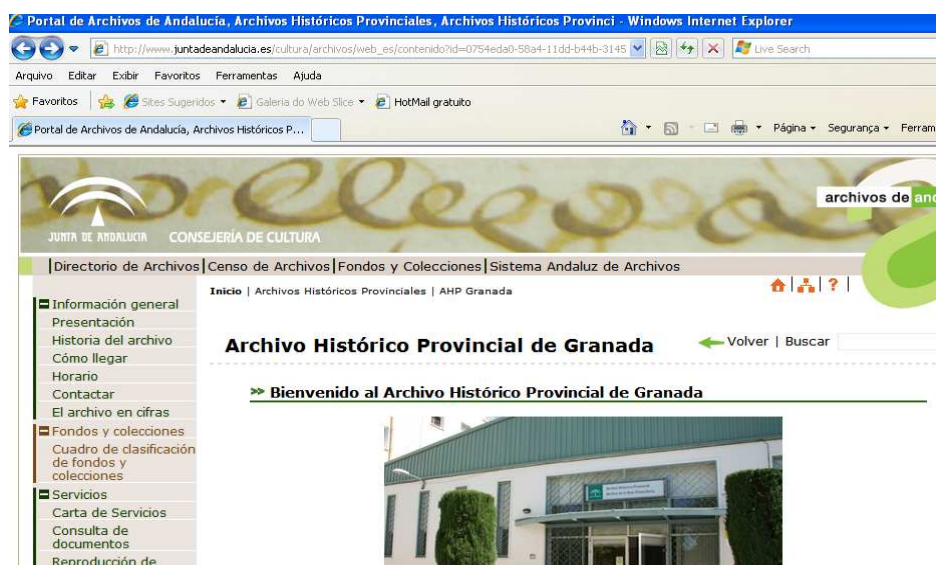 Portal de Archivos de Andalucía, Archivos Históricos Provinciales, Archivos Históricos Provinci - Windows Internet Explorer
http://www.juntadeandalucia.es/cultura/archivos/web_es/contenido?id=0754eda0-58a4-11dd-b44b-3145
Live Search
Arquivo Editar Exibir Favoritos Ferramentas Ajuda
Favoritos Sites Sugeridos Galeria do Web Slice HotMail gratuito
Portal de Archivos de Andalucía, Archivos Históricos P...
Página Segurança Ferram
archivos de and
JUNTA DE ANDALUCIA CONSEJERÍA DE CULTURA
Directorio de Archivos|Censo de Archivos|Fondos y Colecciones|Sistema Andaluz de Archivos
Inicio | Archivos Históricos Provinciales | AHP Granada
Información general
Presentación
Historia del archivo
Cómo llegar
Horario
Contactar
El archivo en cifras
Fondos y colecciones
Cuadro de clasificación
de fondos y
colecciones
Servicios
Carta de Servicios
Consulta de
documentos
Reproducción de
Archivo Histórico Provincial de Granada
Volver | Buscar
>> Bienvenido al Archivo Histórico Provincial de Granada